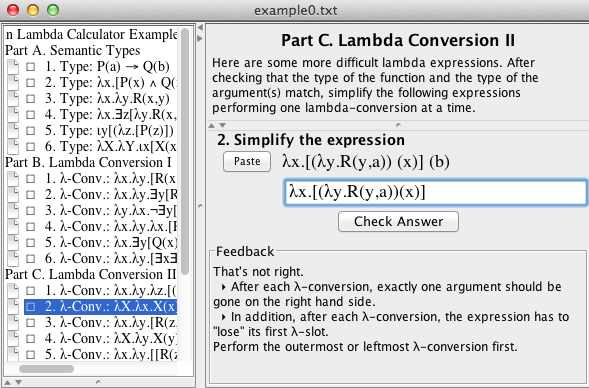 example0.txt
n Lambda Calculator Example
Part A. Semantic Types
1. Type: P(a) → Q(b)
2. Type: λx.[P(x) ∧ Q(
3. Type: λx.λy.R(x,y)
4. Type: λx.∃z[λy.R(x,
5. Type: ιy[(λz.[P(z)])
6. Type: λX.λY.ιx[X(x
Part B. Lambda Conversion I
1. λ-Conv.: λx.λy.[R(x
2. λ-Conv.: λx.λy.∃y[R
3. λ-Conv.: λy.λx.¬∃y[
4. λ-Conv.: λx.λy.λx.[R
5. λ-Conv.: λx.∃y[Q(x)
6. λ-Conv.: λy.[∃x∃
Part C. Lambda Conversion II
1. λ-Conv.: λx.λy.λz.[(
2. λ-Conv.: λX.λx.X(x
3. λ-Conv.: λx.λy.[R(z
4. λ-Conv.: λX.λy.X(y)
5. λ-Conv.: λx.λy.[[R(z
Part C. Lambda Conversion II
Here are some more difficult lambda expressions. After
checking that the type of the function and the type of the
argument(s) match, simplify the following expressions
performing one lambda-conversion at a time.
2. Simplify the expression
Paste λx.[(λy.R(y,a)) (x)] (b)
λx.[(λy.R(y,a))(x)]
Check Answer
Feedback
That's not right.
‣ After each λ-conversion, exactly one argument should be
gone on the right hand side.
‣ In addition, after each λ-conversion, the expression has to
"lose" its first λ-slot.
Perform the outermost or leftmost λ-conversion first.